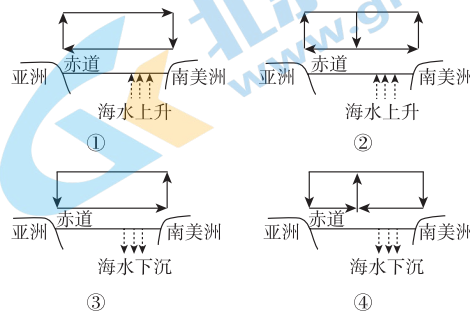 赤道
亚洲 南美洲
海水上升
①
赤道
亚洲 南美洲
海水上升
②
赤道
亚洲 南美洲
海水下沉
③
赤道
亚洲 南美洲
海水下沉
④